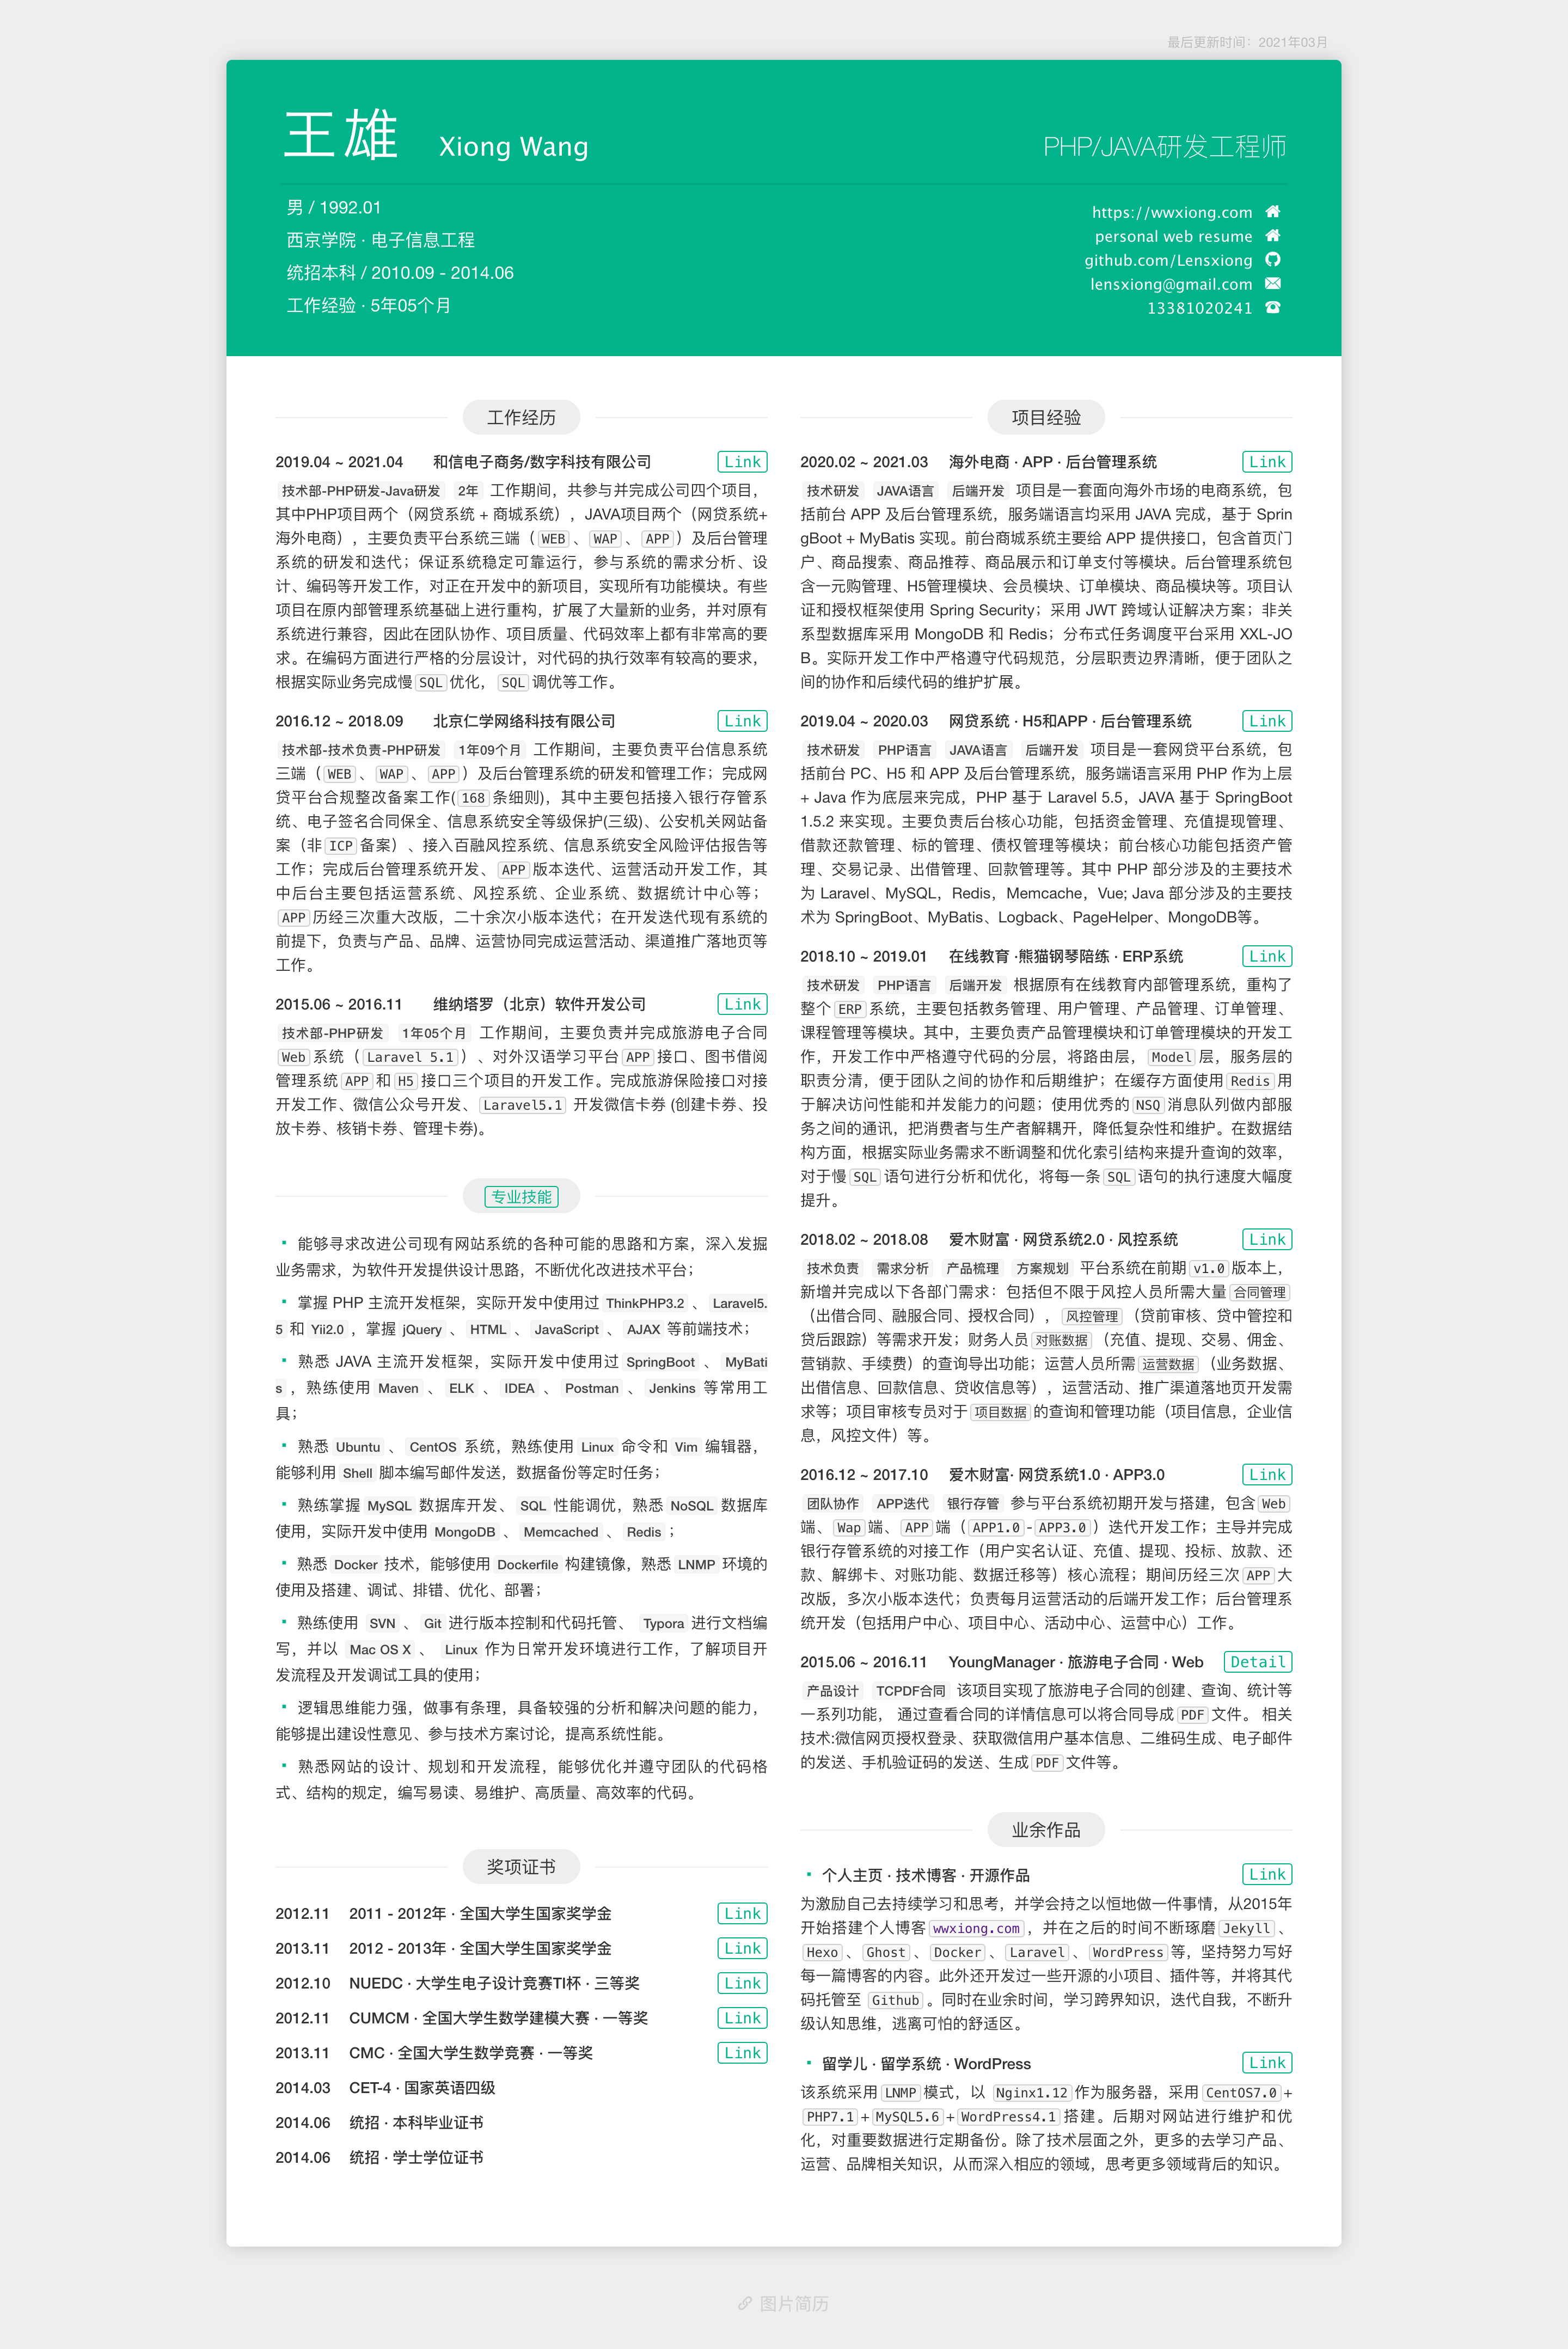 最后更新时间：2021年03月
王雄 Xiong Wang
PHP/JAVA研发工程师
男 / 1992.01
西京学院 · 电子信息工程
统招本科 / 2010.09 - 2014.06
工作经验 · 5年05个月
https://wwxiong.com
personal web resume
github.com/Lensxiong
lensxiong@gmail.com
13381020241
工作经历
2019.04 ~ 2021.04 和信电子商务/数字科技有限公司 Link
技术部-PHP研发-Java研发 2年 工作期间，共参与并完成公司四个项目，
其中PHP项目两个（网贷系统 + 商城系统），JAVA项目两个（网贷系统+
海外电商），主要负责平台系统三端（ WEB 、 WAP 、 APP ）及后台管理
系统的研发和迭代；保证系统稳定可靠运行，参与系统的需求分析、设
计、编码等开发工作，对正在开发中的新项目，实现所有功能模块。有些
项目在原内部管理系统基础上进行重构，扩展了大量新的业务，并对原有
系统进行兼容，因此在团队协作、项目质量、代码效率上都有非常高的要
求。在编码方面进行严格的分层设计，对代码的执行效率有较高的要求，
根据实际业务完成慢 SQL 优化， SQL 调优等工作。
2016.12 ~ 2018.09 北京仁学网络科技有限公司 Link
技术部-技术负责-PHP研发 1年09个月 工作期间，主要负责平台信息系统
三端（ WEB 、 WAP 、 APP ）及后台管理系统的研发和管理工作；完成网
贷平台合规整改备案工作( 168 条细则)，其中主要包括接入银行存管系
统、电子签名合同保全、信息系统安全等级保护(三级)、公安机关网站备
案（非 ICP 备案）、接入百融风控系统、信息系统安全风险评估报告等
工作；完成后台管理系统开发、 APP 版本迭代、运营活动开发工作，其
中后台主要包括运营系统、风控系统、企业系统、数据统计中心等；
APP 历经三次重大改版，二十余次小版本迭代；在开发迭代现有系统的
前提下，负责与产品、品牌、运营协同完成运营活动、渠道推广落地页等
工作。
2015.06 ~ 2016.11 维纳塔罗（北京）软件开发公司 Link
技术部-PHP研发 1年05个月 工作期间，主要负责并完成旅游电子合同
Web 系统（ Laravel 5.1 ）、对外汉语学习平台 APP 接口、图书借阅
管理系统 APP 和 H5 接口三个项目的开发工作。完成旅游保险接口对接
开发工作、微信公众号开发、 Laravel5.1 开发微信卡券 (创建卡券、投
放卡券、核销卡券、管理卡券)。
专业技能
▪ 能够寻求改进公司现有网站系统的各种可能的思路和方案，深入发掘
业务需求，为软件开发提供设计思路，不断优化改进技术平台；
▪ 掌握 PHP 主流开发框架，实际开发中使用过 ThinkPHP3.2 、 Laravel5.
5 和 Yii2.0 ，掌握 jQuery 、 HTML 、 JavaScript 、 AJAX 等前端技术；
▪ 熟悉 JAVA 主流开发框架，实际开发中使用过 SpringBoot 、 MyBati
s ，熟练使用 Maven 、 ELK 、 IDEA 、 Postman 、 Jenkins 等常用工
具；
▪ 熟悉 Ubuntu 、 CentOS 系统，熟练使用 Linux 命令和 Vim 编辑器，
能够利用 Shell 脚本编写邮件发送，数据备份等定时任务；
▪ 熟练掌握 MySQL 数据库开发、 SQL 性能调优，熟悉 NoSQL 数据库
使用，实际开发中使用 MongoDB 、 Memcached 、 Redis ；
▪ 熟悉 Docker 技术，能够使用 Dockerfile 构建镜像，熟悉 LNMP 环境的
使用及搭建、调试、排错、优化、部署；
▪ 熟练使用 SVN 、 Git 进行版本控制和代码托管、 Typora 进行文档编
写，并以 Mac OS X 、 Linux 作为日常开发环境进行工作，了解项目开
发流程及开发调试工具的使用；
▪ 逻辑思维能力强，做事有条理，具备较强的分析和解决问题的能力，
能够提出建设性意见、参与技术方案讨论，提高系统性能。
▪ 熟悉网站的设计、规划和开发流程，能够优化并遵守团队的代码格
式、结构的规定，编写易读、易维护、高质量、高效率的代码。
奖项证书
2012.11 2011 - 2012年 · 全国大学生国家奖学金 Link
2013.11 2012 - 2013年 · 全国大学生国家奖学金 Link
2012.10 NUEDC · 大学生电子设计竞赛TI杯 · 三等奖 Link
2012.11 CUMCM · 全国大学生数学建模大赛 · 一等奖 Link
2013.11 CMC · 全国大学生数学竞赛 · 一等奖 Link
2014.03 CET-4 · 国家英语四级
2014.06 统招 · 本科毕业证书
2014.06 统招 · 学士学位证书
项目经验
2020.02 ~ 2021.03 海外电商 · APP · 后台管理系统 Link
技术研发 JAVA语言 后端开发 项目是一套面向海外市场的电商系统，包
括前台 APP 及后台管理系统，服务端语言均采用 JAVA 完成，基于 Sprin
gBoot + MyBatis 实现。前台商城系统主要给 APP 提供接口，包含首页门
户、商品搜索、商品推荐、商品展示和订单支付等模块。后台管理系统包
含一元购管理、H5管理模块、会员模块、订单模块、商品模块等。项目认
证和授权框架使用 Spring Security；采用 JWT 跨域认证解决方案；非关
系型数据库采用 MongoDB 和 Redis；分布式任务调度平台采用 XXL-JO
B。实际开发工作中严格遵守代码规范，分层职责边界清晰，便于团队之
间的协作和后续代码的维护扩展。
2019.04 ~ 2020.03 网贷系统 · H5和APP · 后台管理系统 Link
技术研发 PHP语言 JAVA语言 后端开发 项目是一套网贷平台系统，包
括前台 PC、H5 和 APP 及后台管理系统，服务端语言采用 PHP 作为上层
+ Java 作为底层来完成，PHP 基于 Laravel 5.5，JAVA 基于 SpringBoot
1.5.2 来实现。主要负责后台核心功能，包括资金管理、充值提现管理、
借款还款管理、标的管理、债权管理等模块；前台核心功能包括资产管
理、交易记录、出借管理、回款管理等。其中 PHP 部分涉及的主要技术
为 Laravel、MySQL，Redis，Memcache，Vue; Java 部分涉及的主要技
术为 SpringBoot、MyBatis、Logback、PageHelper、MongoDB等。
2018.10 ~ 2019.01 在线教育 ·熊猫钢琴陪练 · ERP系统 Link
技术研发 PHP语言 后端开发 根据原有在线教育内部管理系统，重构了
整个 ERP 系统，主要包括教务管理、用户管理、产品管理、订单管理、
课程管理等模块。其中，主要负责产品管理模块和订单管理模块的开发工
作，开发工作中严格遵守代码的分层，将路由层， Model 层，服务层的
职责分清，便于团队之间的协作和后期维护；在缓存方面使用 Redis 用
于解决访问性能和并发能力的问题；使用优秀的 NSQ 消息队列做内部服
务之间的通讯，把消费者与生产者解耦开，降低复杂性和维护。在数据结
构方面，根据实际业务需求不断调整和优化索引结构来提升查询的效率，
对于慢 SQL 语句进行分析和优化，将每一条 SQL 语句的执行速度大幅度
提升。
2018.02 ~ 2018.08 爱木财富 · 网贷系统2.0 · 风控系统 Link
技术负责 需求分析 产品梳理 方案规划 平台系统在前期 v1.0 版本上，
新增并完成以下各部门需求：包括但不限于风控人员所需大量 合同管理
（出借合同、融服合同、授权合同）， 风控管理 （贷前审核、贷中管控和
贷后跟踪）等需求开发；财务人员 对账数据 （充值、提现、交易、佣金、
营销款、手续费）的查询导出功能；运营人员所需 运营数据 （业务数据、
出借信息、回款信息、贷收信息等），运营活动、推广渠道落地页开发需
求等；项目审核专员对于 项目数据 的查询和管理功能（项目信息，企业信
息，风控文件）等。
2016.12 ~ 2017.10 爱木财富· 网贷系统1.0 · APP3.0 Link
团队协作 APP迭代 银行存管 参与平台系统初期开发与搭建，包含 Web
端、 Wap 端、 APP 端（ APP1.0 - APP3.0 ）迭代开发工作；主导并完成
银行存管系统的对接工作（用户实名认证、充值、提现、投标、放款、还
款、解绑卡、对账功能、数据迁移等）核心流程；期间历经三次 APP 大
改版，多次小版本迭代；负责每月运营活动的后端开发工作；后台管理系
统开发（包括用户中心、项目中心、活动中心、运营中心）工作。
2015.06 ~ 2016.11 YoungManager · 旅游电子合同 · Web Detail
产品设计 TCPDF合同 该项目实现了旅游电子合同的创建、查询、统计等
一系列功能， 通过查看合同的详情信息可以将合同导成 PDF 文件。 相关
技术:微信网页授权登录、获取微信用户基本信息、二维码生成、电子邮件
的发送、手机验证码的发送、生成 PDF 文件等。
业余作品
▪ 个人主页 · 技术博客 · 开源作品 Link
为激励自己去持续学习和思考，并学会持之以恒地做一件事情，从2015年
开始搭建个人博客 wwxiong.com ，并在之后的时间不断琢磨 Jekyll 、
Hexo 、 Ghost 、 Docker 、 Laravel 、 WordPress 等，坚持努力写好
每一篇博客的内容。此外还开发过一些开源的小项目、插件等，并将其代
码托管至 Github 。同时在业余时间，学习跨界知识，迭代自我，不断升
级认知思维，逃离可怕的舒适区。
▪ 留学儿 · 留学系统 · WordPress Link
该系统采用 LNMP 模式，以 Nginx1.12 作为服务器，采用 CentOS7.0 +
PHP7.1 + MySQL5.6 + WordPress4.1 搭建。后期对网站进行维护和优
化，对重要数据进行定期备份。除了技术层面之外，更多的去学习产品、
运营、品牌相关知识，从而深入相应的领域，思考更多领域背后的知识。
图片简历